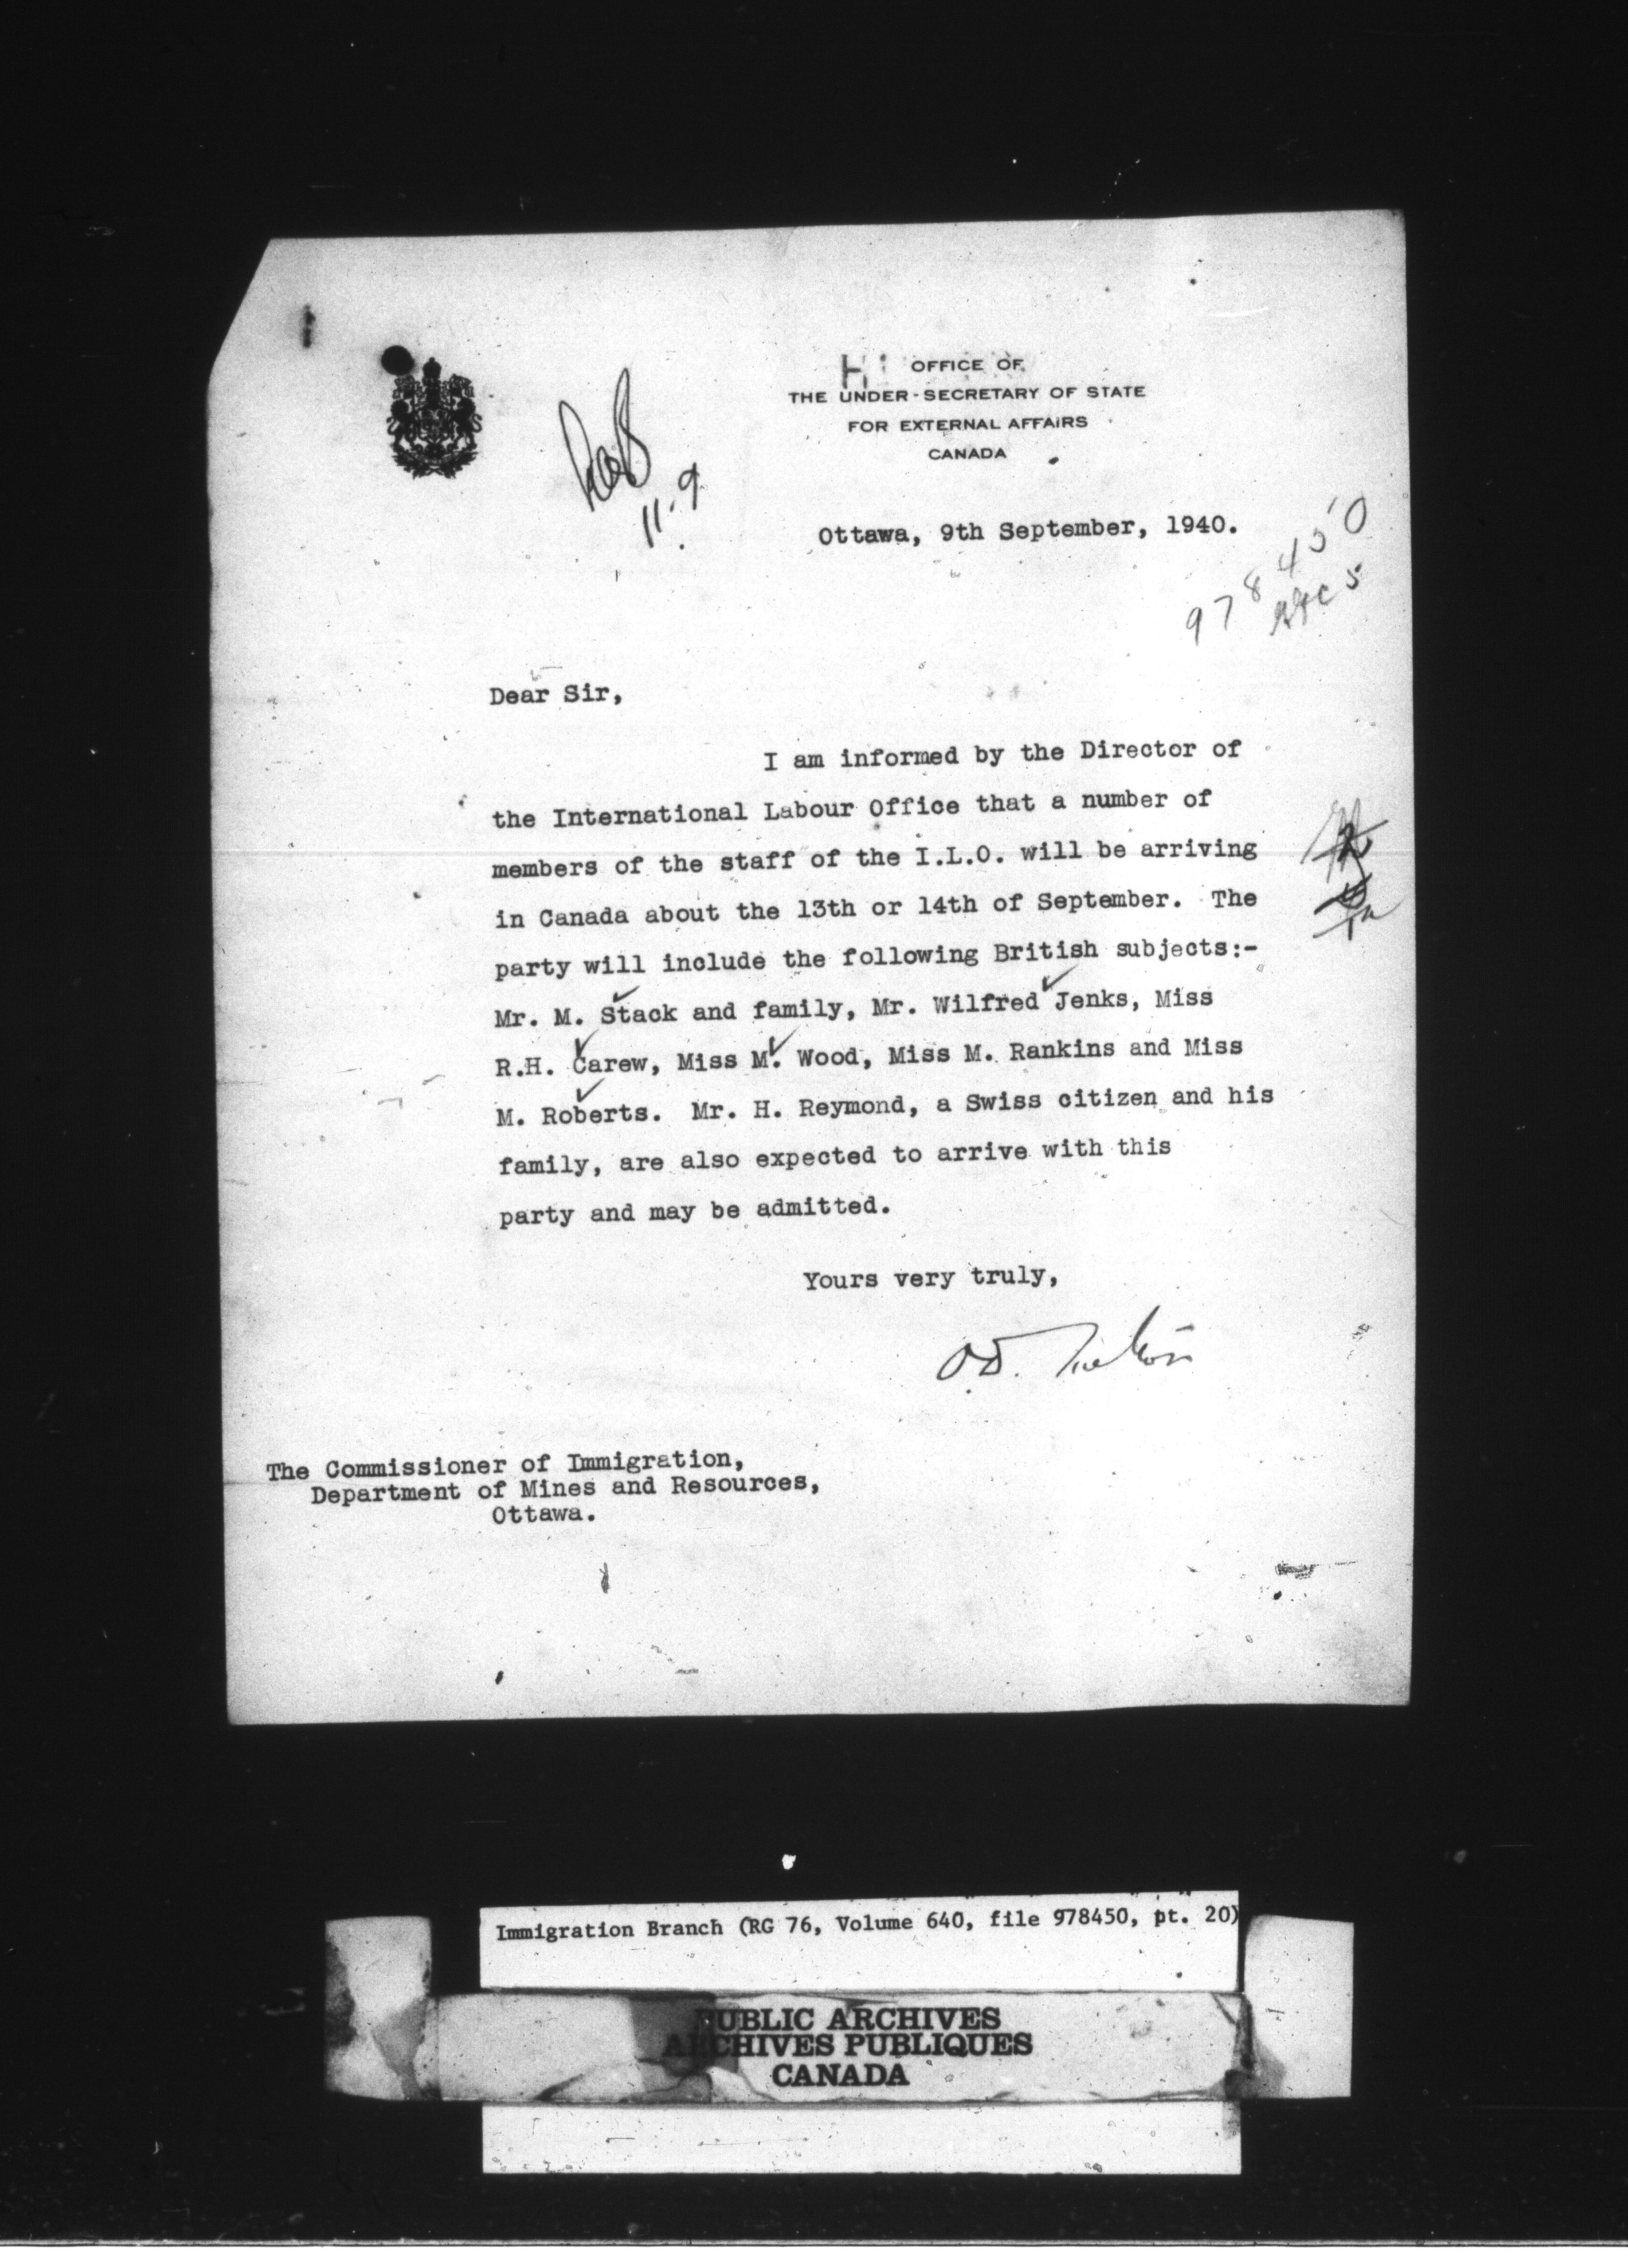 OFFICE OF
THE UNDER-SECRETARY OF STATE
FOR EXTERNAL AFFAIRS
CANADA
11.9
Ottawa, 9th September, 1940.
978450
Dear Sir,
I am informed by the Director of
the International Labour Office that a number of
members of the staff of the I.L.O. will be arriving
in Canada about the 13th or 14th of September. The
party will include the following British subjects:-
Mr. M. Stack and family, Mr. Wilfred Jenks, Miss
R.H. Carew, Miss M. Wood, Miss M. Rankins and Miss
M. Roberts. Mr. H. Reymond, a Swiss citizen and his
family, are also expected to arrive with this
party and may be admitted.
Yours very truly,
The Commissioner of Immigration,
Department of Mines and Resources,
Ottawa.
Immigration Branch (RG 76, Volume 640, file 978450, pt. 20)
PUBLIC ARCHIVES
ARCHIVES PUBLIQUES
CANADA